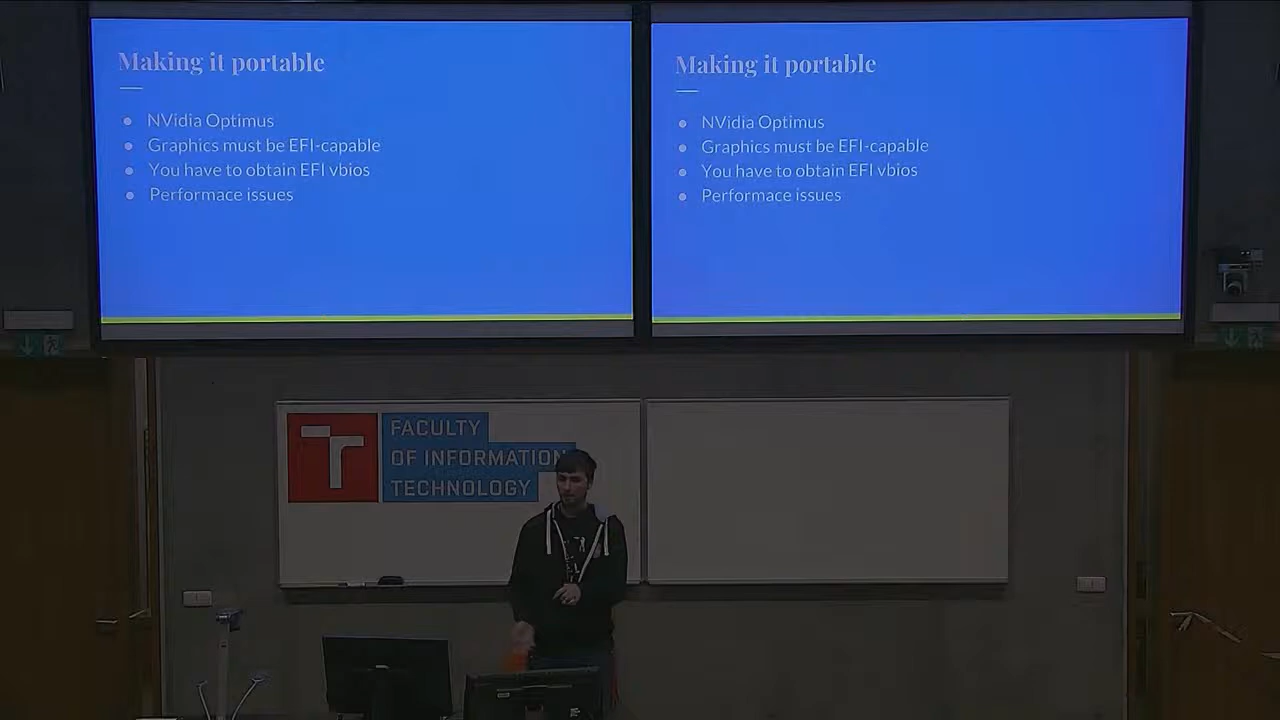 Making it portable
NVidia Optimus
Graphics must be EFI-capable
You have to obtain EFI vbios
Performace issues
Making it portable
NVidia Optimus
Graphics must be EFI-capable
You have to obtain EFI vbios
Performace issues
T
FACULTY
OF INFORMATION
TECHNOLOGY